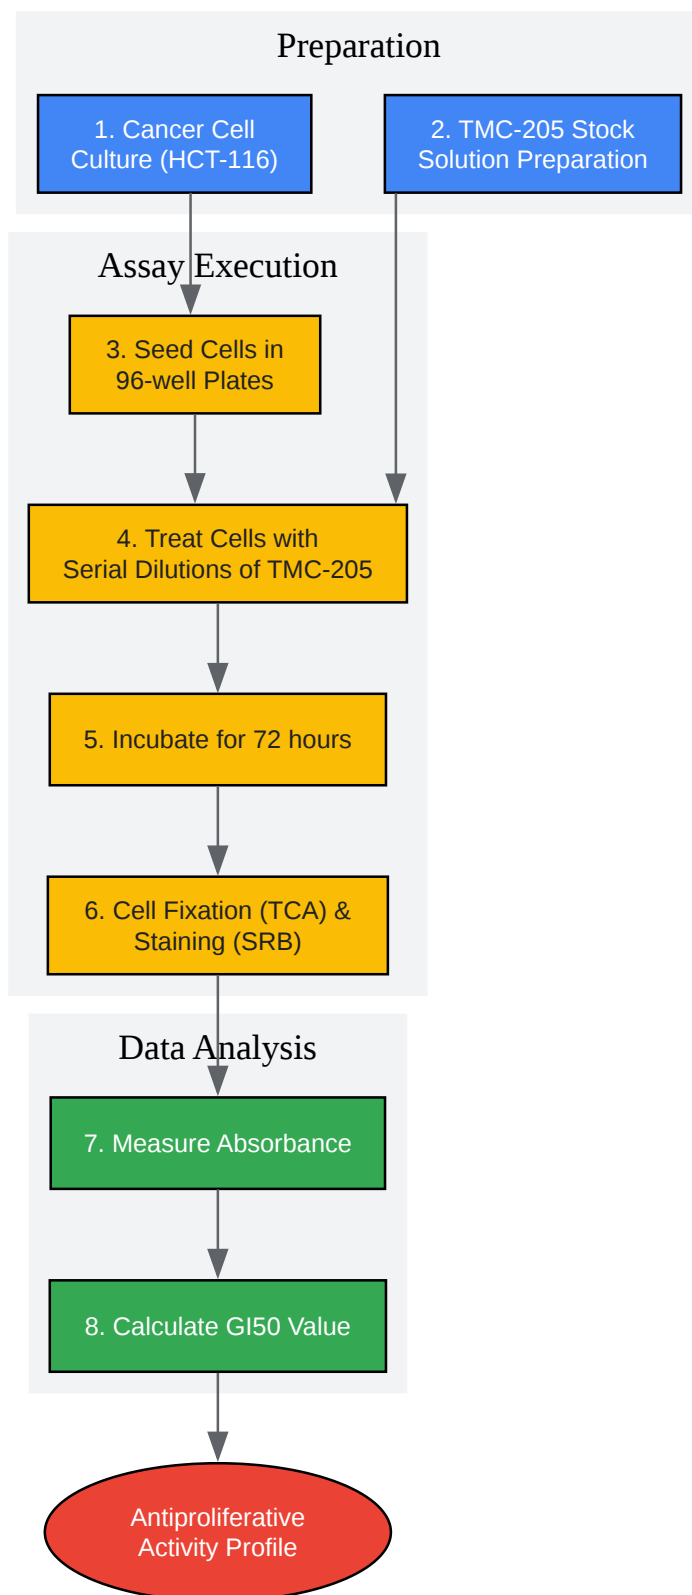 Preparation
1. Cancer Cell
Culture (HCT-116)
2. TMC-205 Stock
Solution Preparation
Assay Execution
3. Seed Cells in
96-well Plates
4. Treat Cells with
Serial Dilutions of TMC-205
5. Incubate for 72 hours
6. Cell Fixation (TCA) &
Staining (SRB)
Data Analysis
7. Measure Absorbance
8. Calculate GI50 Value
Antiproliferative
Activity Profile